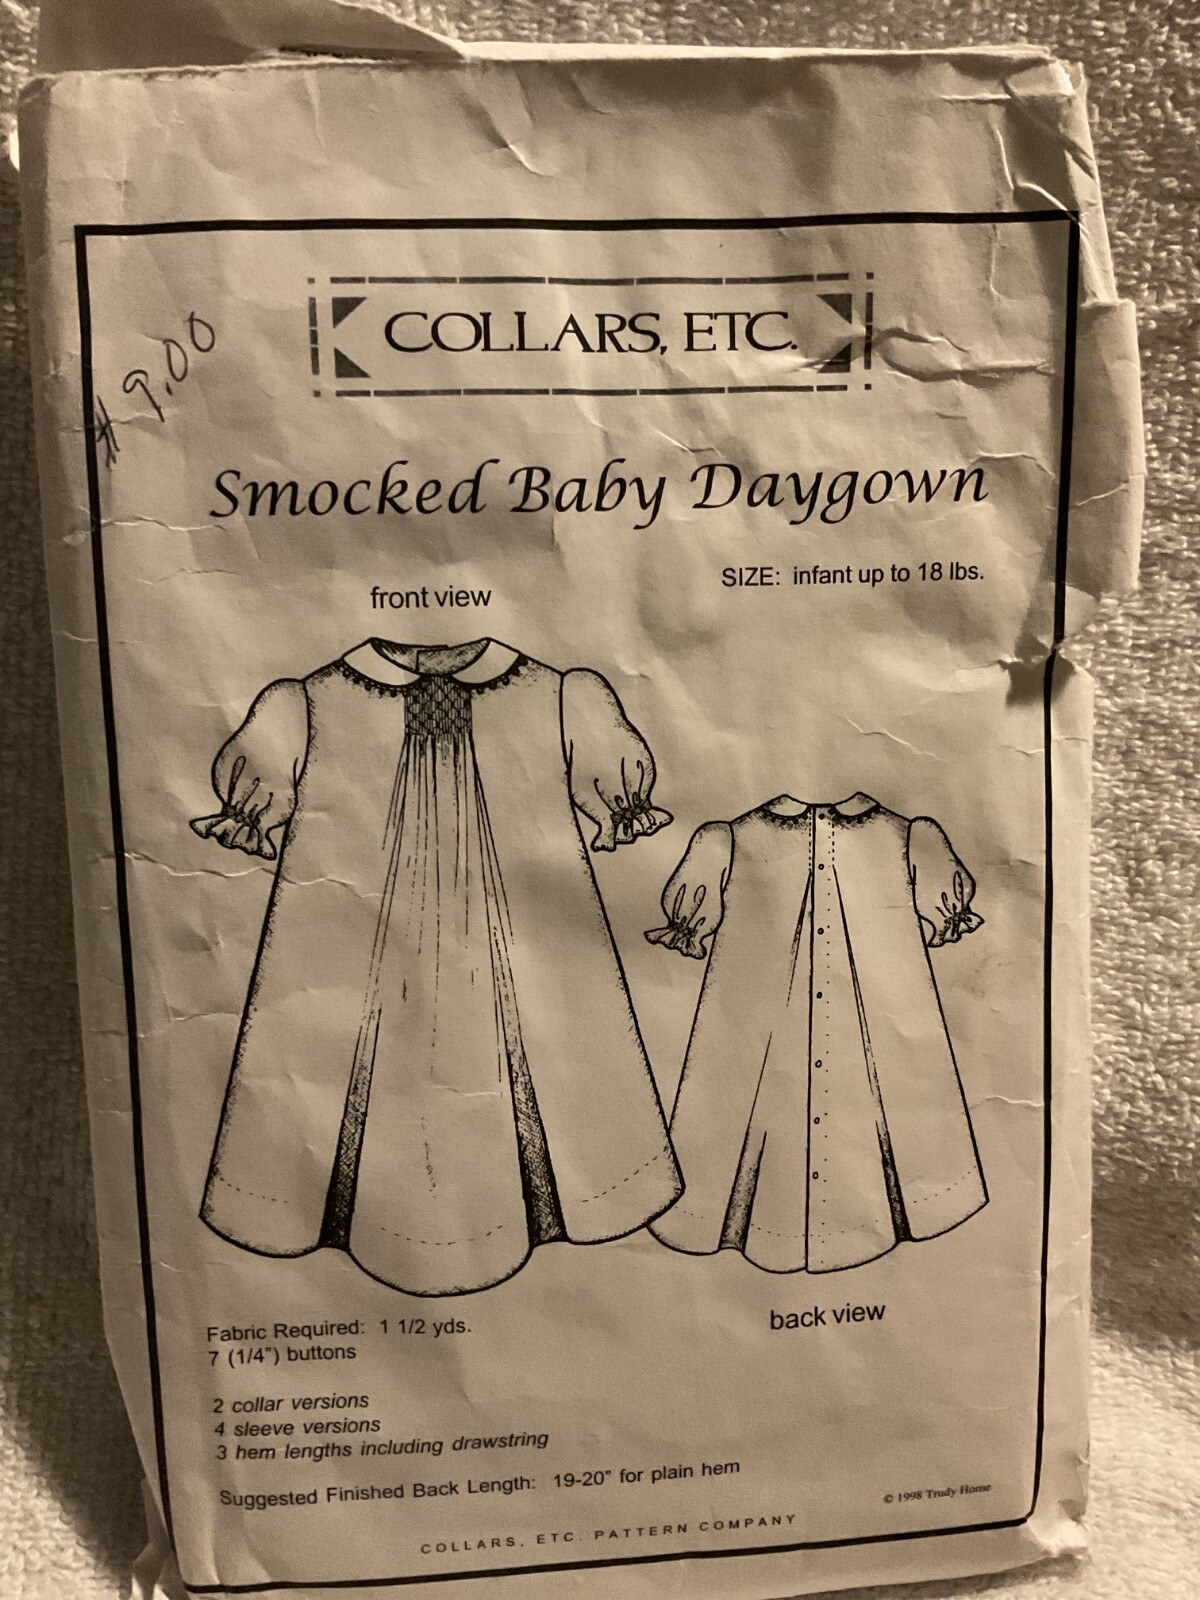 $ 9.00
COLLARS, ETC.
Smocked Baby Daygown
SIZE: infant up to 18 lbs.
front view
back view
Fabric Required: 1 1/2 yds.
7 (1/4") buttons
2 collar versions
4 sleeve versions
3 hem lengths including drawstring
Suggested Finished Back Length: 19-20" for plain hem
© 1998 Trudy Horne
COLLARS, ETC. PATTERN COMPANY